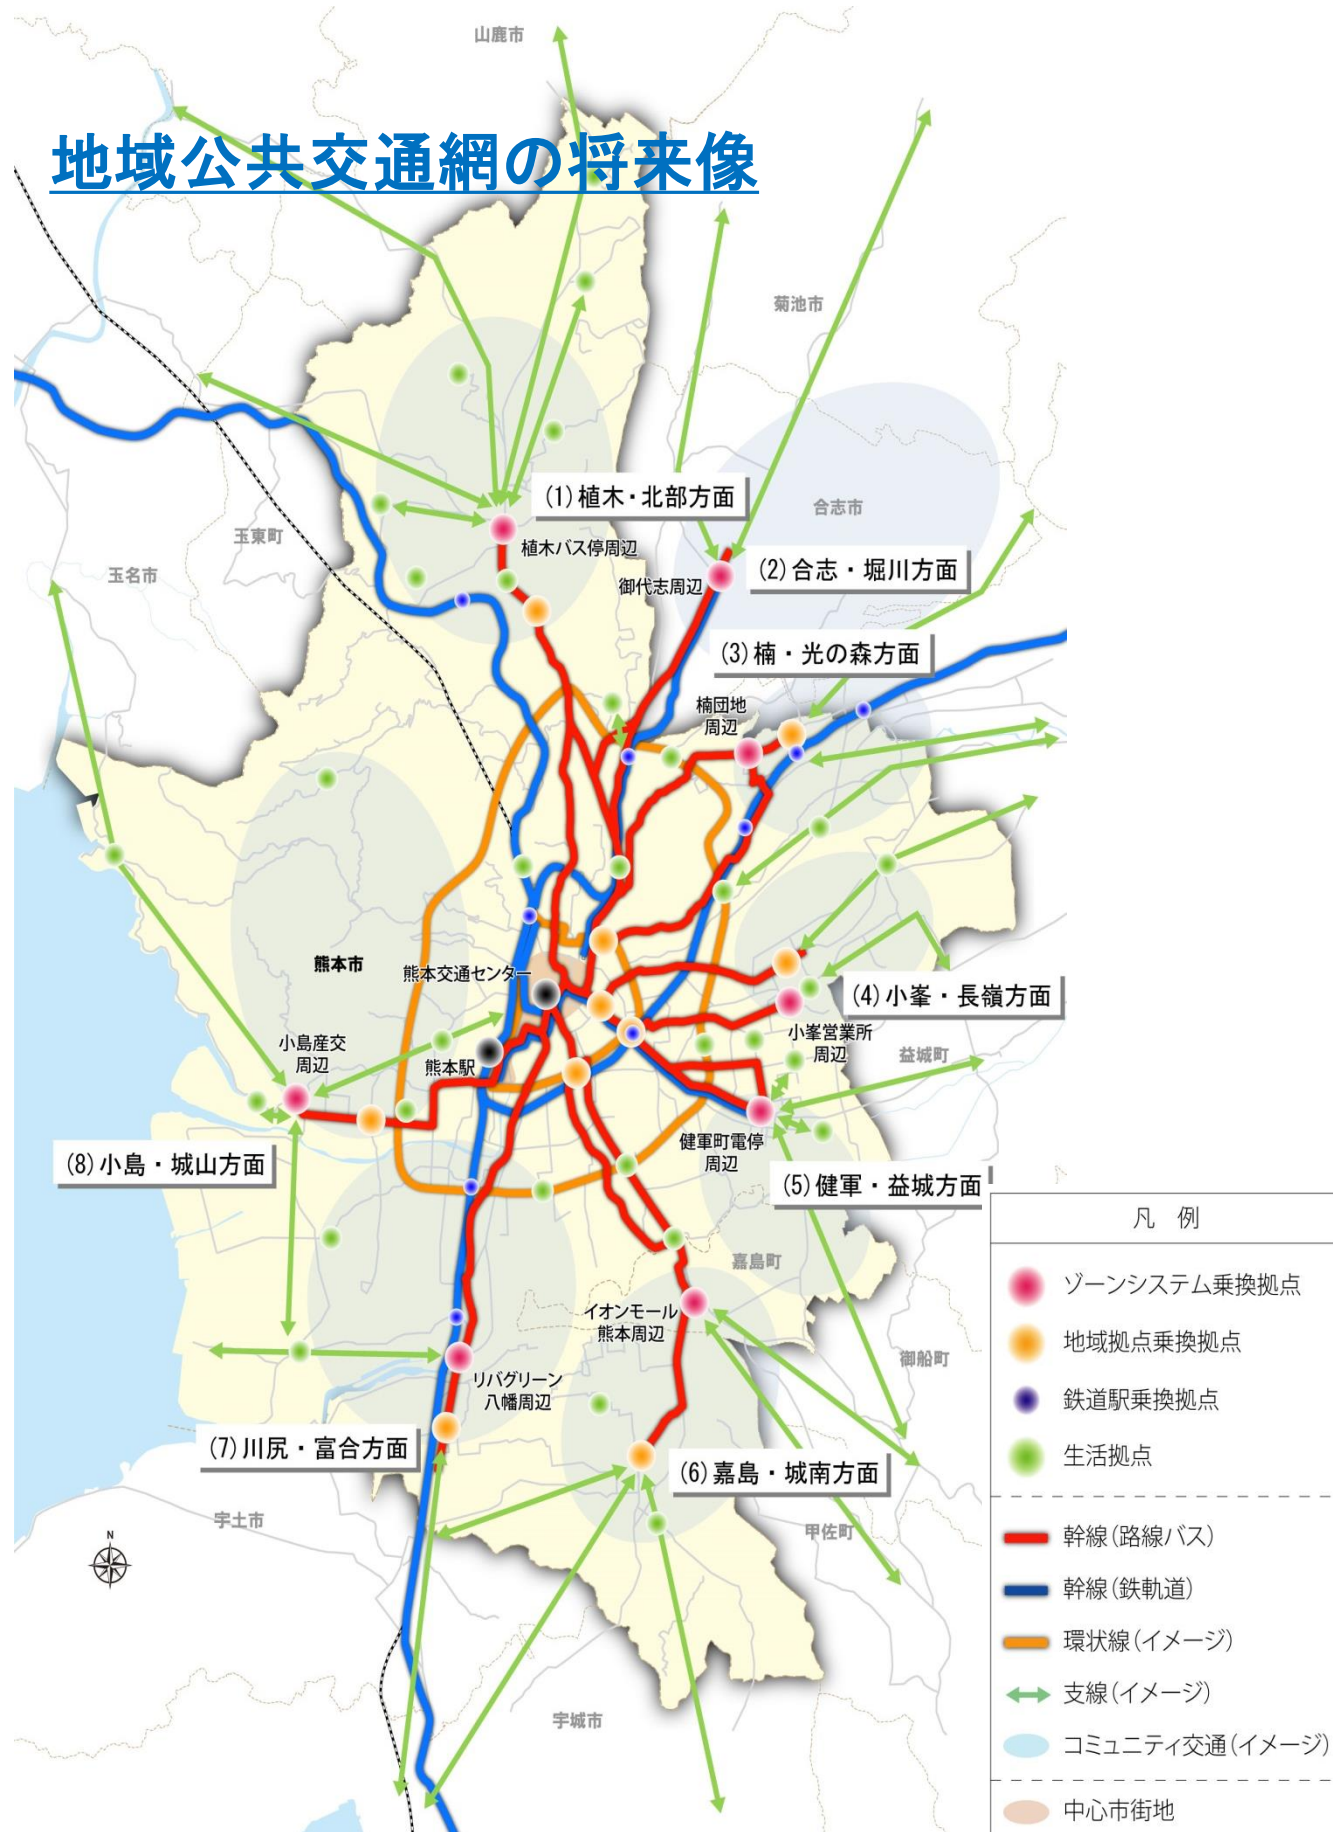 山鹿市
地域公共交通網の将来像
菊池市
(1)植木・北部方面
合志市
玉東町
植木バス停周辺
玉名市
御代志周辺
(2)合志・堀川方面
(3)楠・光の森方面
楠団地
周辺
熊本市
熊本交通センター
(4)小峯・長嶺方面
小島産交
周辺
小峯営業所
周辺
益城町
熊本駅
健軍町電停
周辺
(8)小島・城山方面
(5)健軍・益城方面
嘉島町
イオンモール
熊本周辺
御船町
リバグリーン
八幡周辺
(7)川尻・富合方面
(6)嘉島・城南方面
宇土市
甲佐町
N
宇城市
凡 例
ゾーンシステム乗換拠点
地域拠点乗換拠点
鉄道駅乗換拠点
生活拠点
幹線(路線バス)
幹線(鉄軌道)
環状線(イメージ)
支線(イメージ)
コミュニティ交通(イメージ)
中心市街地